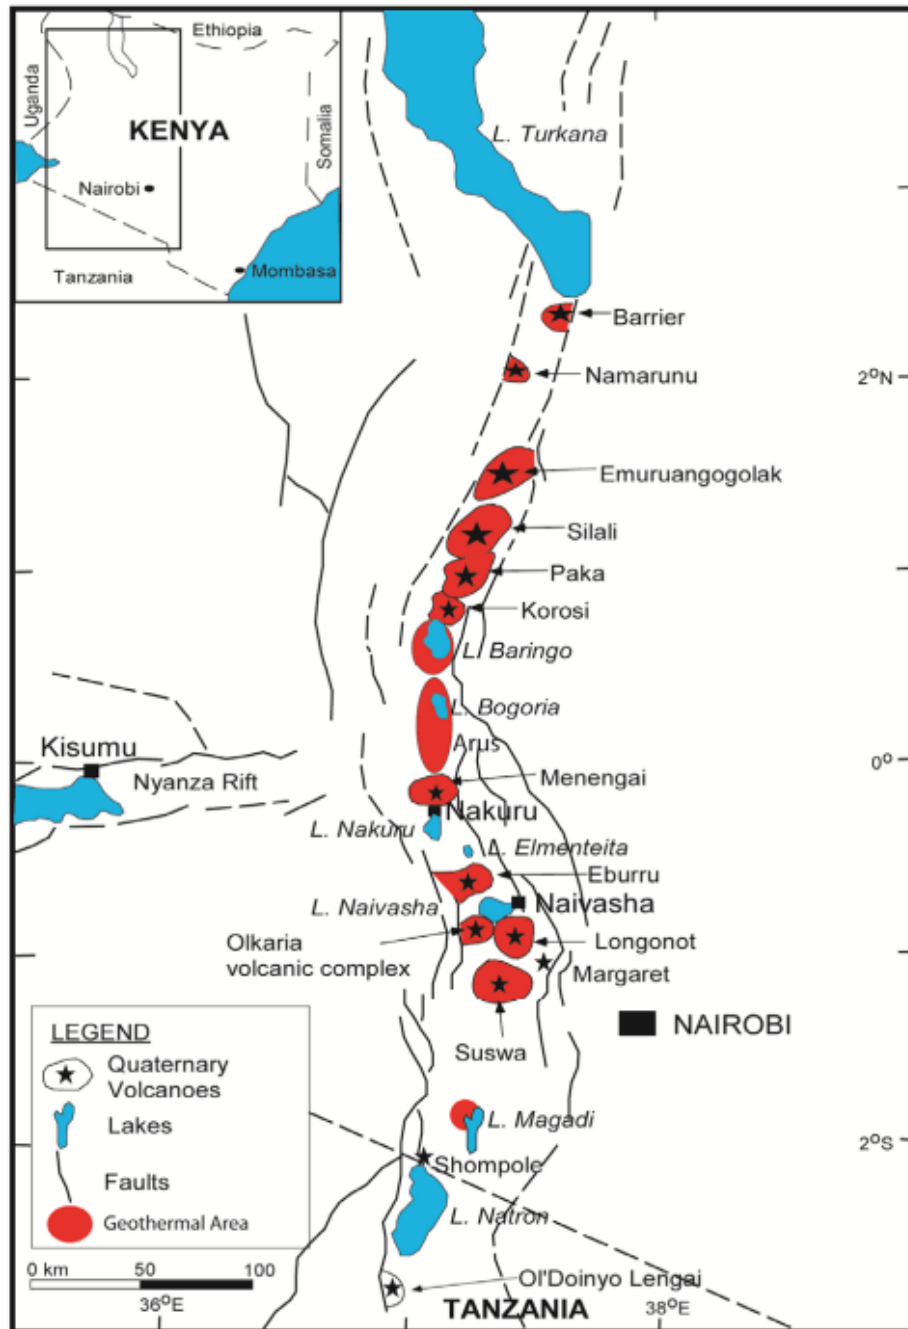 Ethiopia
Uganda
KENYA
Somalia
Nairobi
Tanzania
Mombasa
L. Turkana
Barrier
Namarunu
2°N
Emuruangogolak
Silali
Paka
Korosi
L. Baringo
L. Bogoria
Arus
Kisumu
Nyanza Rift
0°
Menengai
Nakuru
L. Nakuru
L. Elmenteita
Eburru
L. Naivasha
Naivasha
Olkaria
volcanic complex
Longonot
Margaret
NAIROBI
Suswa
LEGEND
Quaternary
Volcanoes
Lakes
Faults
Geothermal Area
L. Magadi
2°S
Shompole
L. Natron
0 km
50
100
Ol'Doinyo Lengai
TANZANIA
36°E
38°E